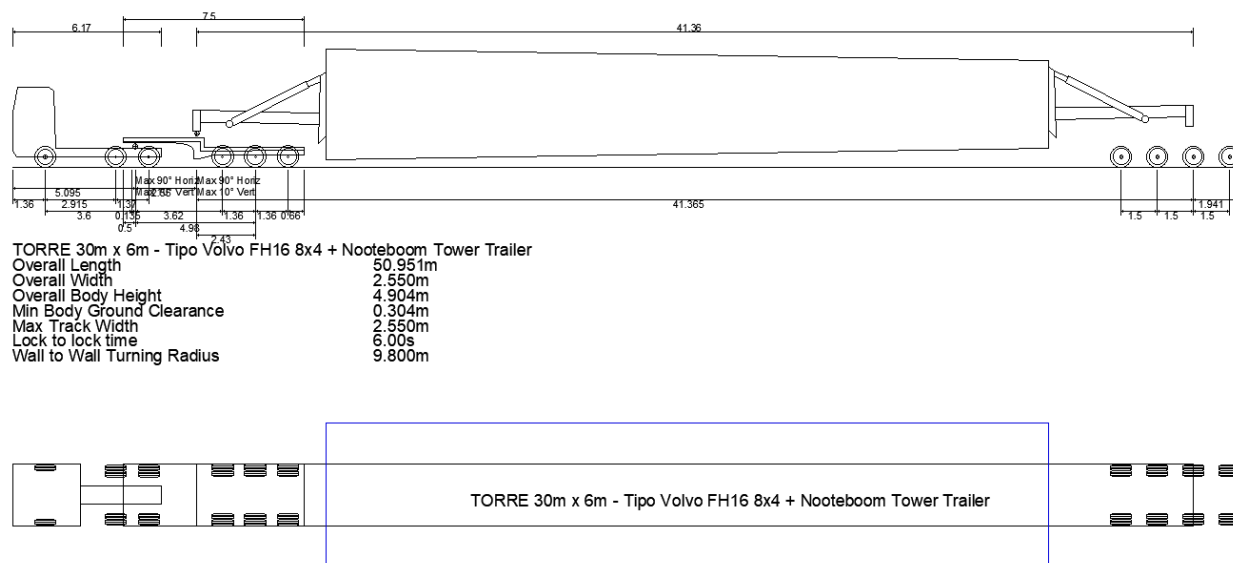 7.5
6.17
41.36
Max 90° Horiz
Max 90° Horiz
Max 10° Vert
5.095
1.36
2.915
1.37
41.365
1.941
3.6
0.135
3.62
1.36
1.36
0.66
1.5
1.5
1.5
0.5
4.98
2.43
TORRE 30m x 6m - Tipo Volvo FH16 8x4 + Nooteboom Tower Trailer
Overall Length 50.951m
Overall Width 2.550m
Overall Body Height 4.904m
Min Body Ground Clearance 0.304m
Max Track Width 2.550m
Lock to lock time 6.00s
Wall to Wall Turning Radius 9.800m
TORRE 30m x 6m - Tipo Volvo FH16 8x4 + Nooteboom Tower Trailer